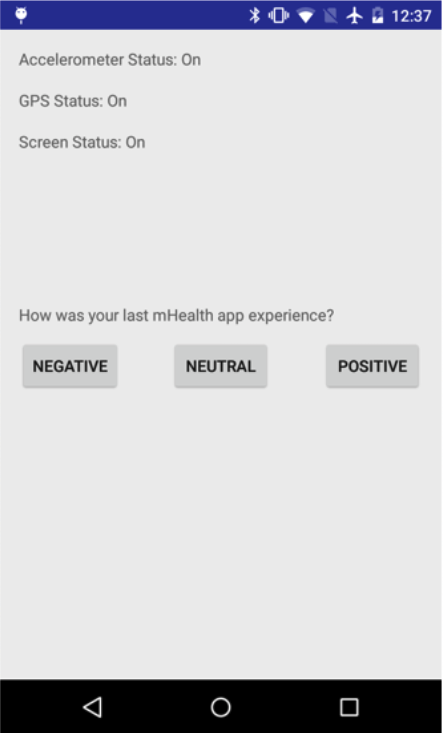 12:37
Accelerometer Status: On
GPS Status: On
Screen Status: On
How was your last mHealth app experience?
NEGATIVE NEUTRAL POSITIVE